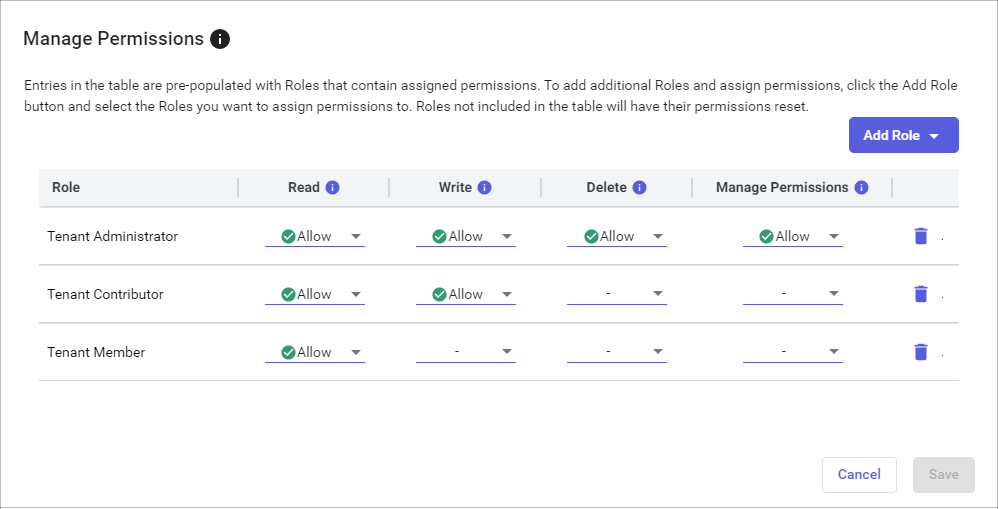 Manage Permissions
Entries in the table are pre-populated with Roles that contain assigned permissions. To add additional Roles and assign permissions, click the Add Role
button and select the Roles you want to assign permissions to. Roles not included in the table will have their permissions reset.
Add Role
Role Read Write Delete Manage Permissions
Tenant Administrator Allow Allow Allow Allow .
Tenant Contributor Allow Allow - - .
Tenant Member Allow - - - .
Cancel Save